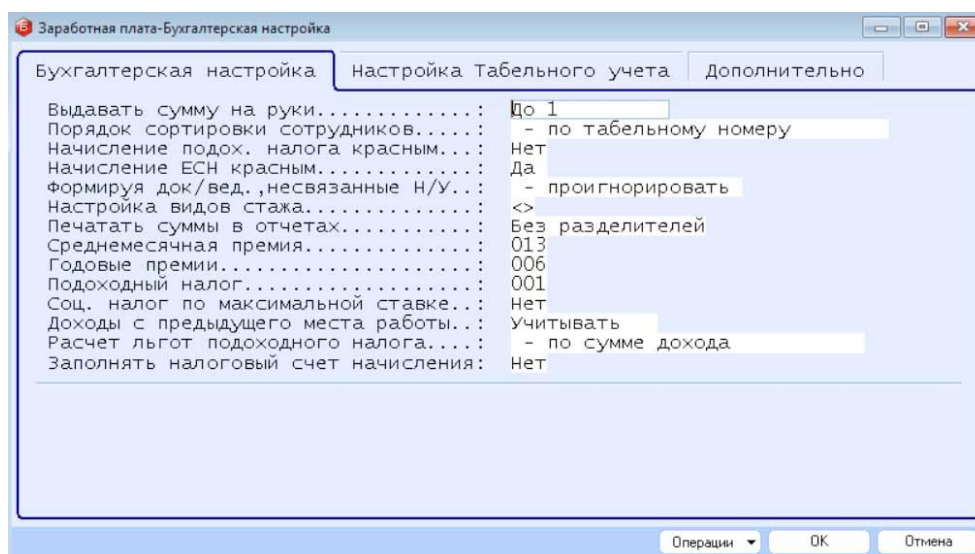 Заработная плата-Бухгалтерская настройка
Бухгалтерская настройка Настройка Табельного учета Дополнительно
Выдавать сумму на руки..............: До 1
Порядок сортировки сотрудников.....: - по табельному номеру
Начисление подох. налога красным...: Нет
Начисление ЕСН красным.............: Да
Формируя док/вед.,несвязанные Н/У..: - проигнорировать
Настройка видов стажа..............: <>
Печатать суммы в отчетах...........: Без разделителей
Среднемесячная премия..............: 013
Годовые премии.....................: 006
Подоходный налог...................: 001
Соц. налог по максимальной ставке..: Нет
Доходы с предыдущего места работы..: Учитывать
Расчет льгот подоходного налога....: - по сумме дохода
Заполнять налоговый счет начисления: Нет
Операции OK Отмена